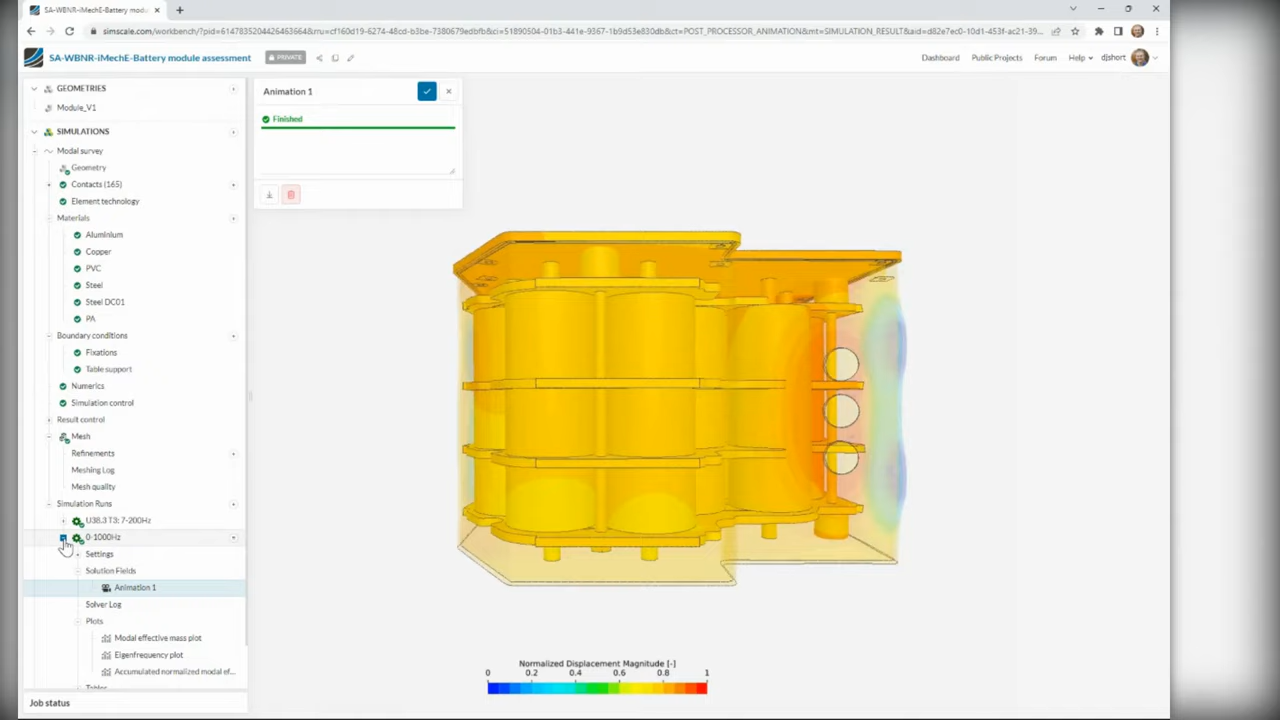 SA-WBNR-iMechE-Battery modu
simscale.com/workbench/?pid=6147835204426463664&rru=cf160d19-6274-48cd-b3be-7380679edbfb&ci=51890504-01b3-441e-9367-1b9d53e830db&ct=POST_PROCESSOR_ANIMATION&mt=SIMULATION_RESULT&aid=d82e7ec0-10d1-453f-ac21-39...
SA-WBNR-iMechE-Battery module assessment
PRIVATE
Dashboard
Public Projects
Forum
Help
djshort
GEOMETRIES
Module_V1
SIMULATIONS
Modal survey
Geometry
Contacts (165)
Element technology
Materials
Aluminium
Copper
PVC
Steel
Steel DC01
PA
Boundary conditions
Fixations
Table support
Numerics
Simulation control
Result control
Mesh
Refinements
Meshing Log
Mesh quality
Simulation Runs
U38.3 T3: 7-200Hz
0-1000Hz
Settings
Solution Fields
Animation 1
Solver Log
Plots
Modal effective mass plot
Eigenfrequency plot
Accumulated normalized modal ef...
Tables
Job status
Animation 1
Finished
Normalized Displacement Magnitude [-]
0 0.2 0.4 0.6 0.8 1